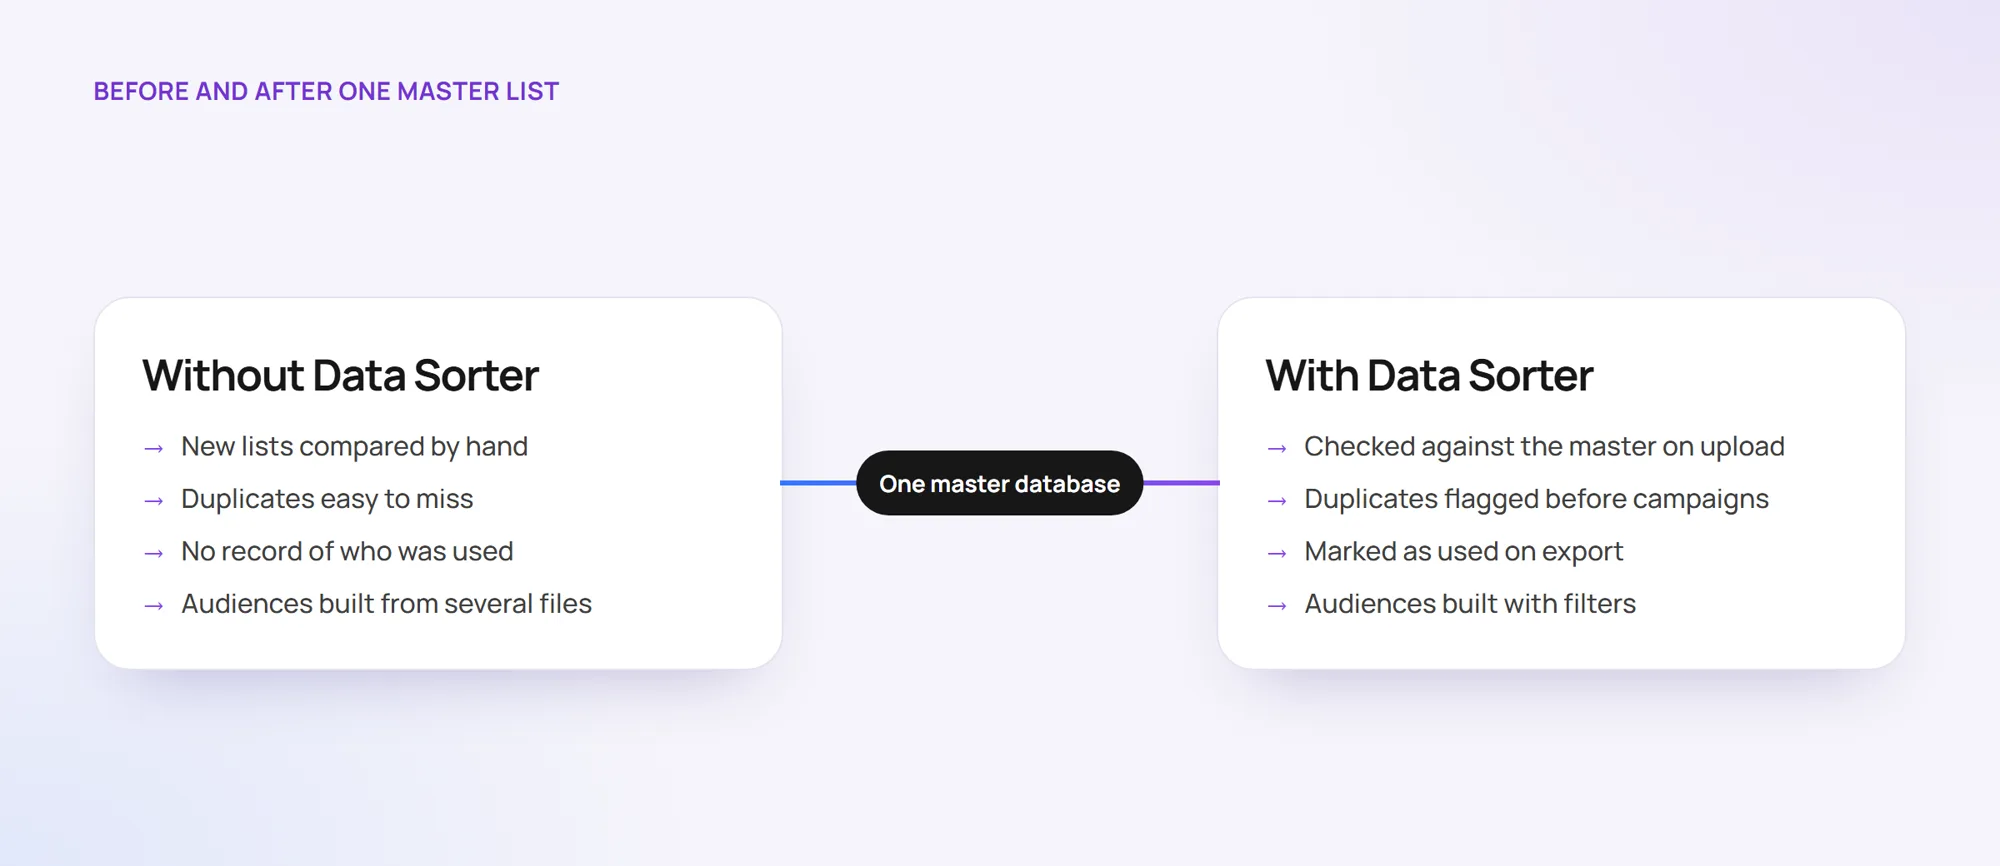 BEFORE AND AFTER ONE MASTER LIST
Without Data Sorter
→ New lists compared by hand
→ Duplicates easy to miss
→ No record of who was used
→ Audiences built from several files
One master database
With Data Sorter
→ Checked against the master on upload
→ Duplicates flagged before campaigns
→ Marked as used on export
→ Audiences built with filters